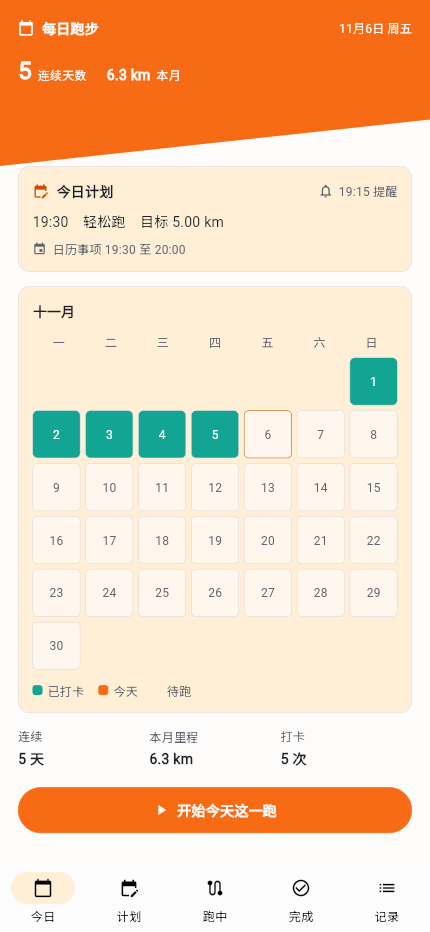 每日跑步 11月6日 周五
5 连续天数 6.3 km 本月
今日计划 19:15 提醒
19:30 轻松跑 目标 5.00 km
日历事项 19:30 至 20:00
十一月
一 二 三 四 五 六 日
1
2 3 4 5 6 7 8
9 10 11 12 13 14 15
16 17 18 19 20 21 22
23 24 25 26 27 28 29
30
已打卡 今天 待跑
连续 本月里程 打卡
5 天 6.3 km 5 次
开始今天这一跑
今日 计划 跑中 完成 记录